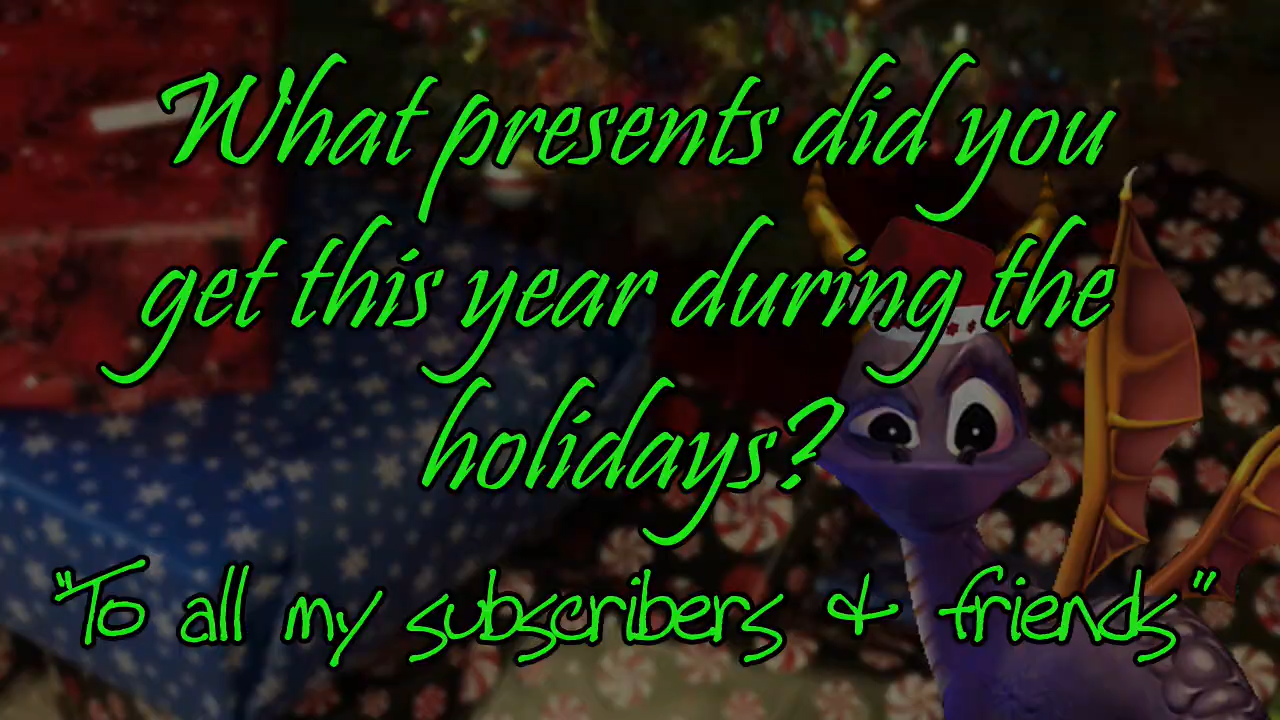 What presents did you
get this year during the
holidays?
"To all my subscribers & friends"